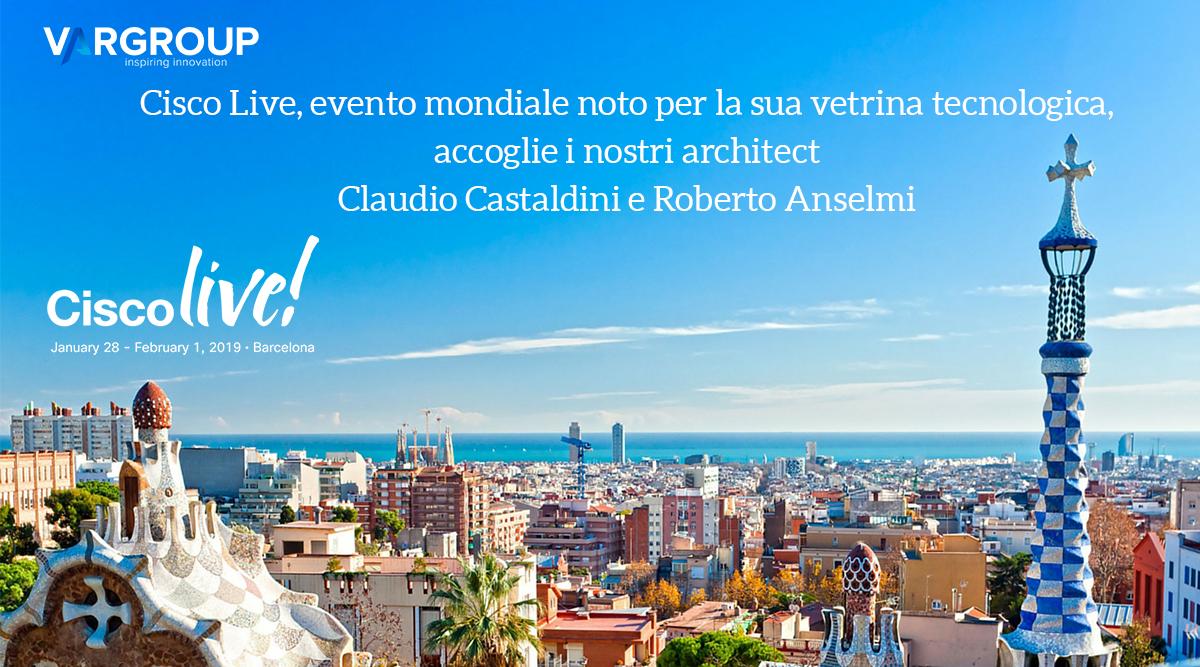 VARGROUP
inspiring innovation
Cisco Live, evento mondiale noto per la sua vetrina tecnologica,
accoglie i nostri architect
Claudio Castaldini e Roberto Anselmi
Cisco live!
January 28 - February 1, 2019 · Barcelona